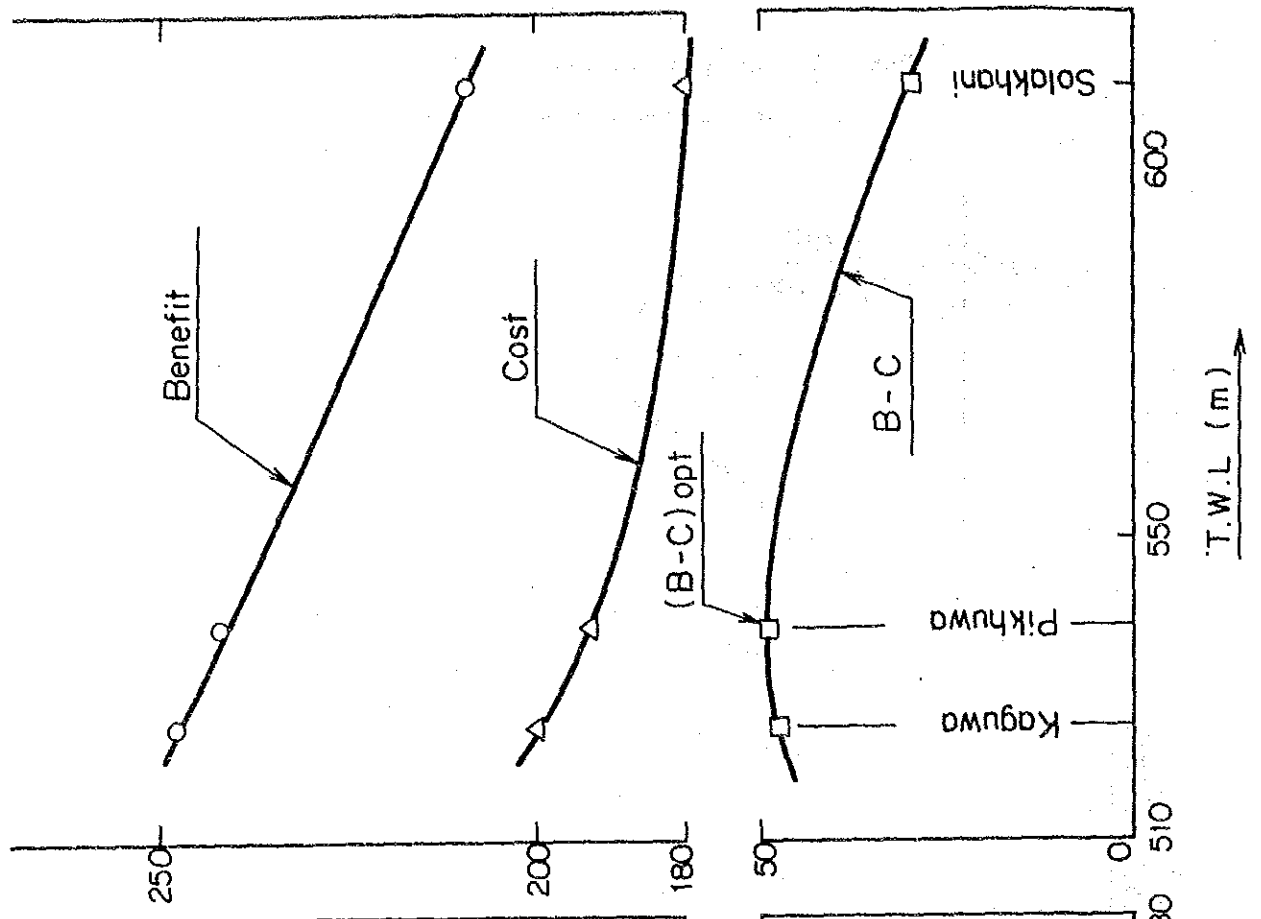 Benefit
Cost
(B-C) opt
B-C
250
200
180
50
0
Kaguwa
Pikhuwa
Solakhani
510
550
600
T.W.L (m)